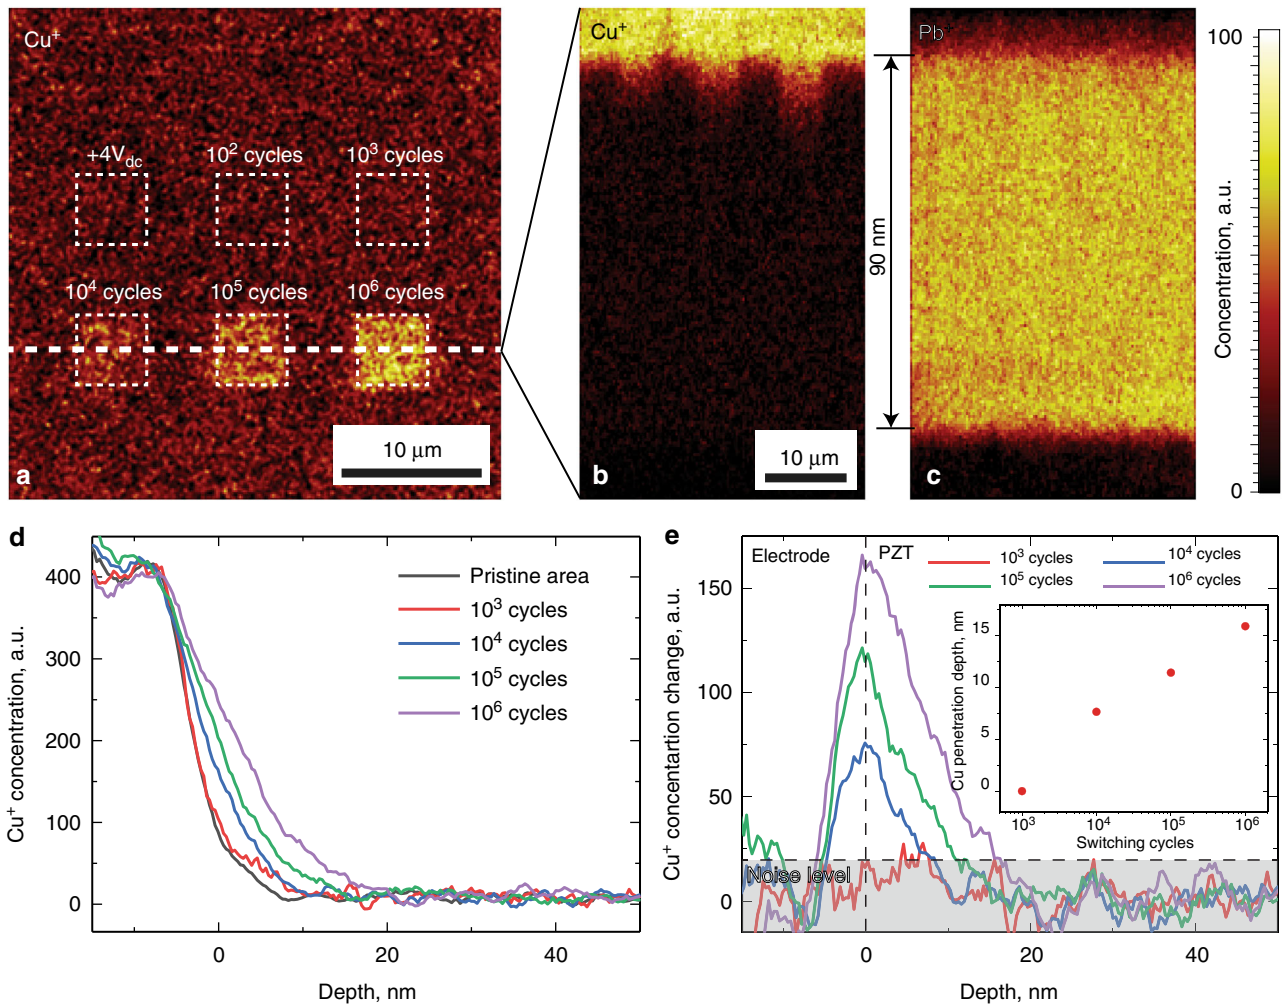 Cu⁺
+4V_dc
10² cycles
10³ cycles
10⁴ cycles
10⁵ cycles
10⁶ cycles
10 μm
a
Cu⁺
10 μm
b
90 nm
Pb
c
100
Concentration, a.u.
0
d
400
300
200
100
0
Cu⁺ concentration, a.u.
Pristine area
10³ cycles
10⁴ cycles
10⁵ cycles
10⁶ cycles
0
20
40
Depth, nm
e
Electrode
PZT
10³ cycles
10⁴ cycles
10⁵ cycles
10⁶ cycles
150
100
50
0
Cu⁺ concentartion change, a.u.
Noise level
15
10
5
0
Cu penetration depth, nm
10³
10⁴
10⁵
10⁶
Switching cycles
0
20
40
Depth, nm